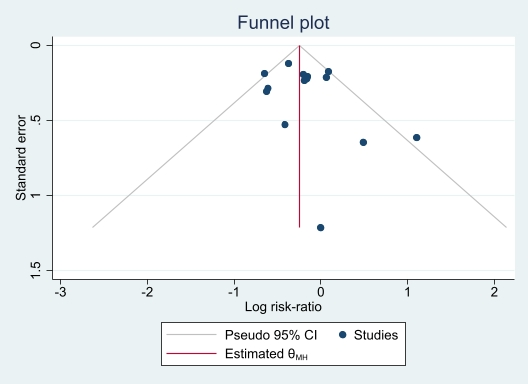 Funnel plot
0
.5
1
1.5
Standard error
-3 -2 -1 0 1 2
Log risk-ratio
Pseudo 95% CI Studies
Estimated θMH